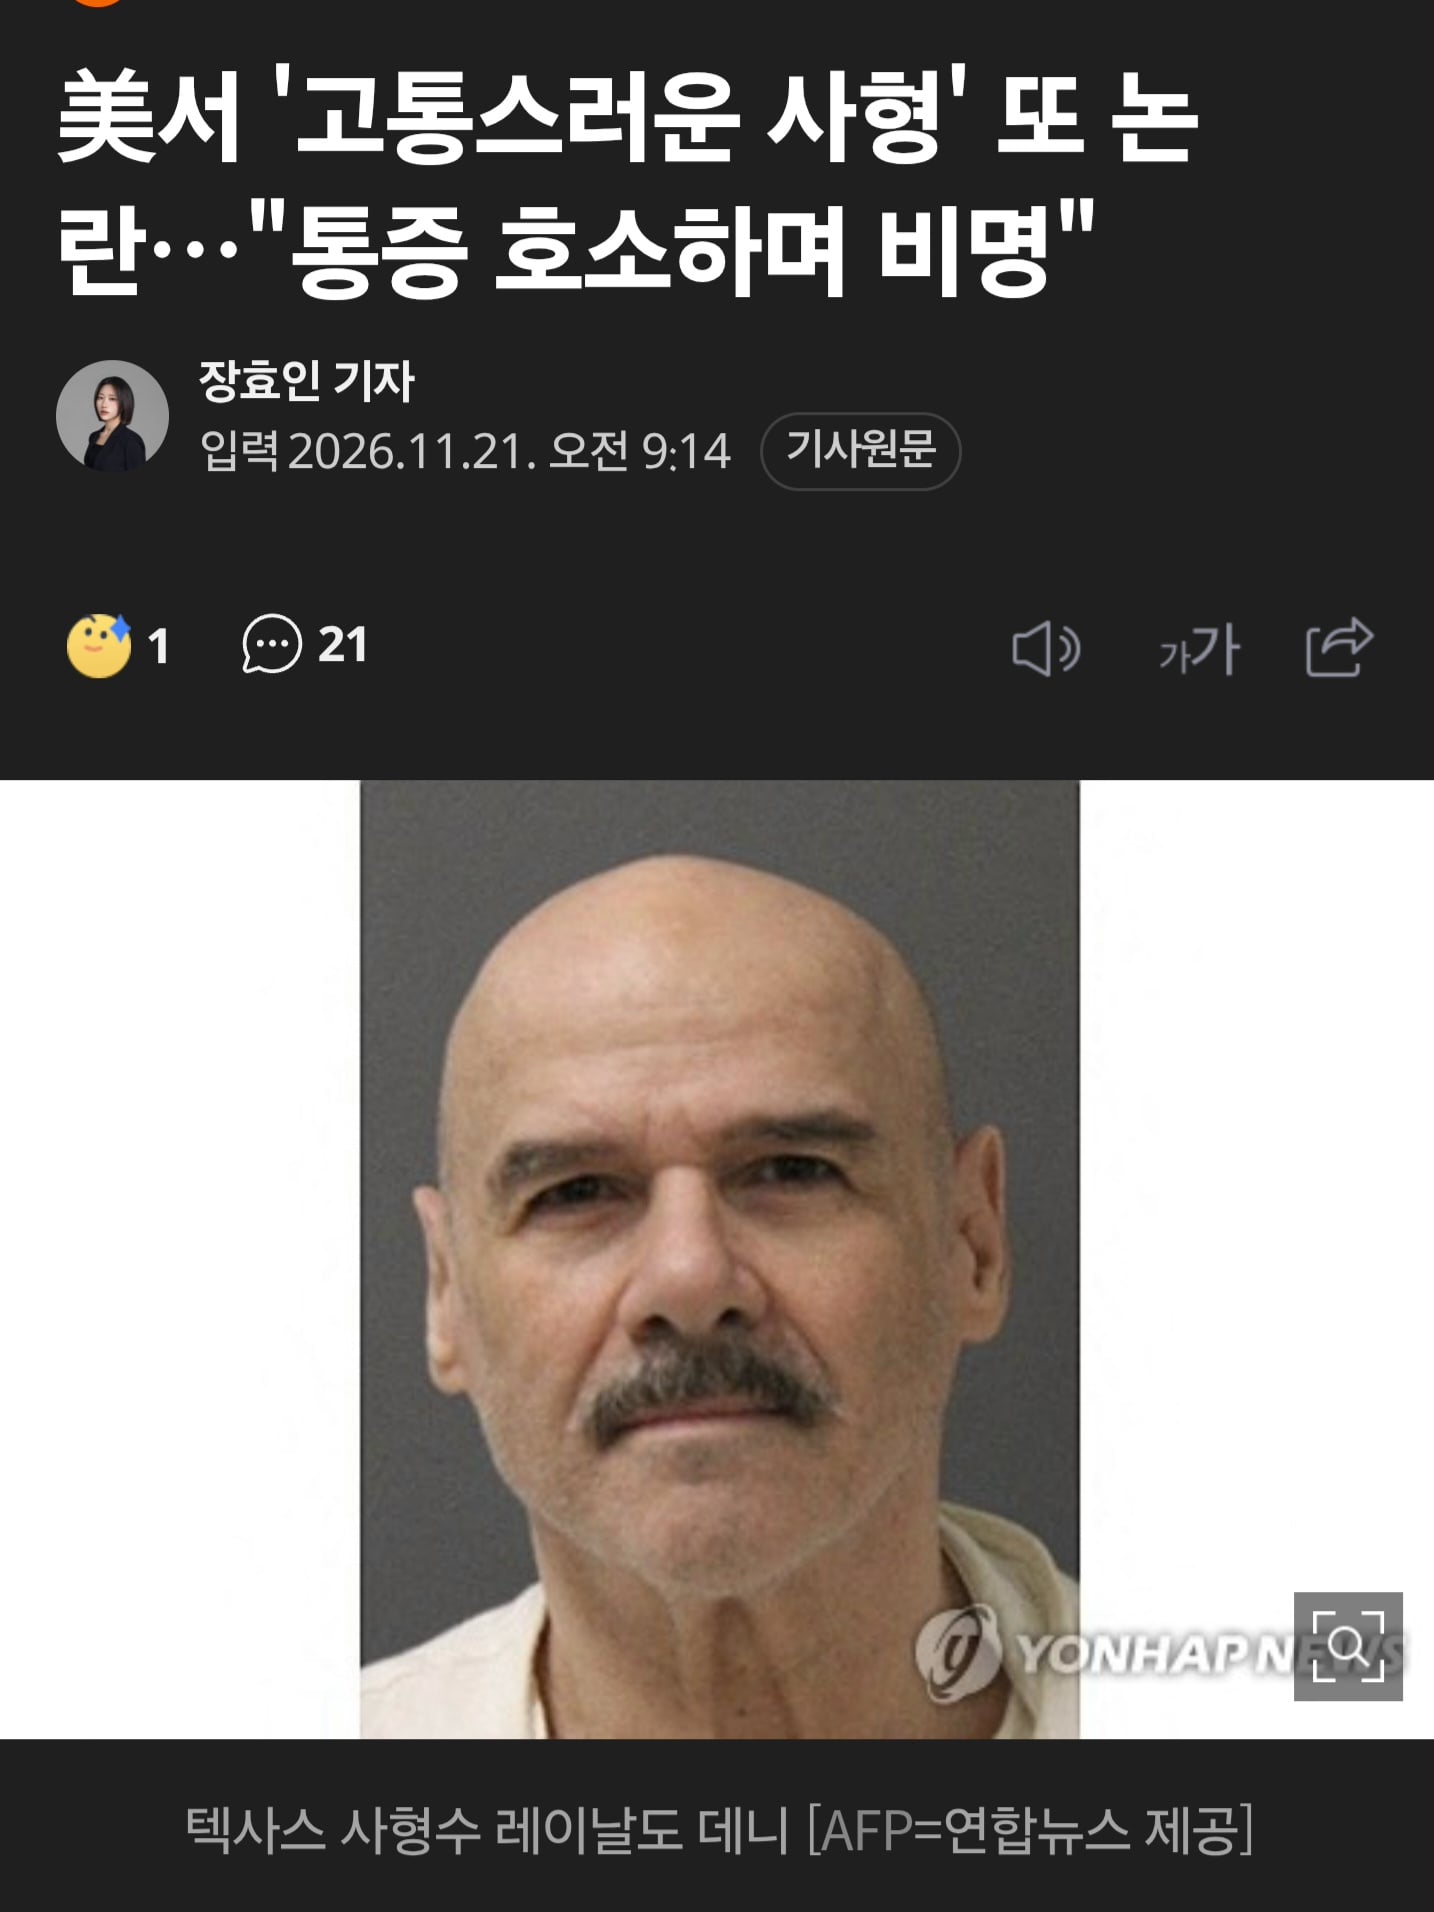 美서 '고통스러운 사형' 또 논
란…"통증 호소하며 비명"
장효인 기자
입력 2026.11.21. 오전 9:14
기사원문
1
21
가가
YONHAP NEWS
텍사스 사형수 레이날도 데니 [AFP=연합뉴스 제공]